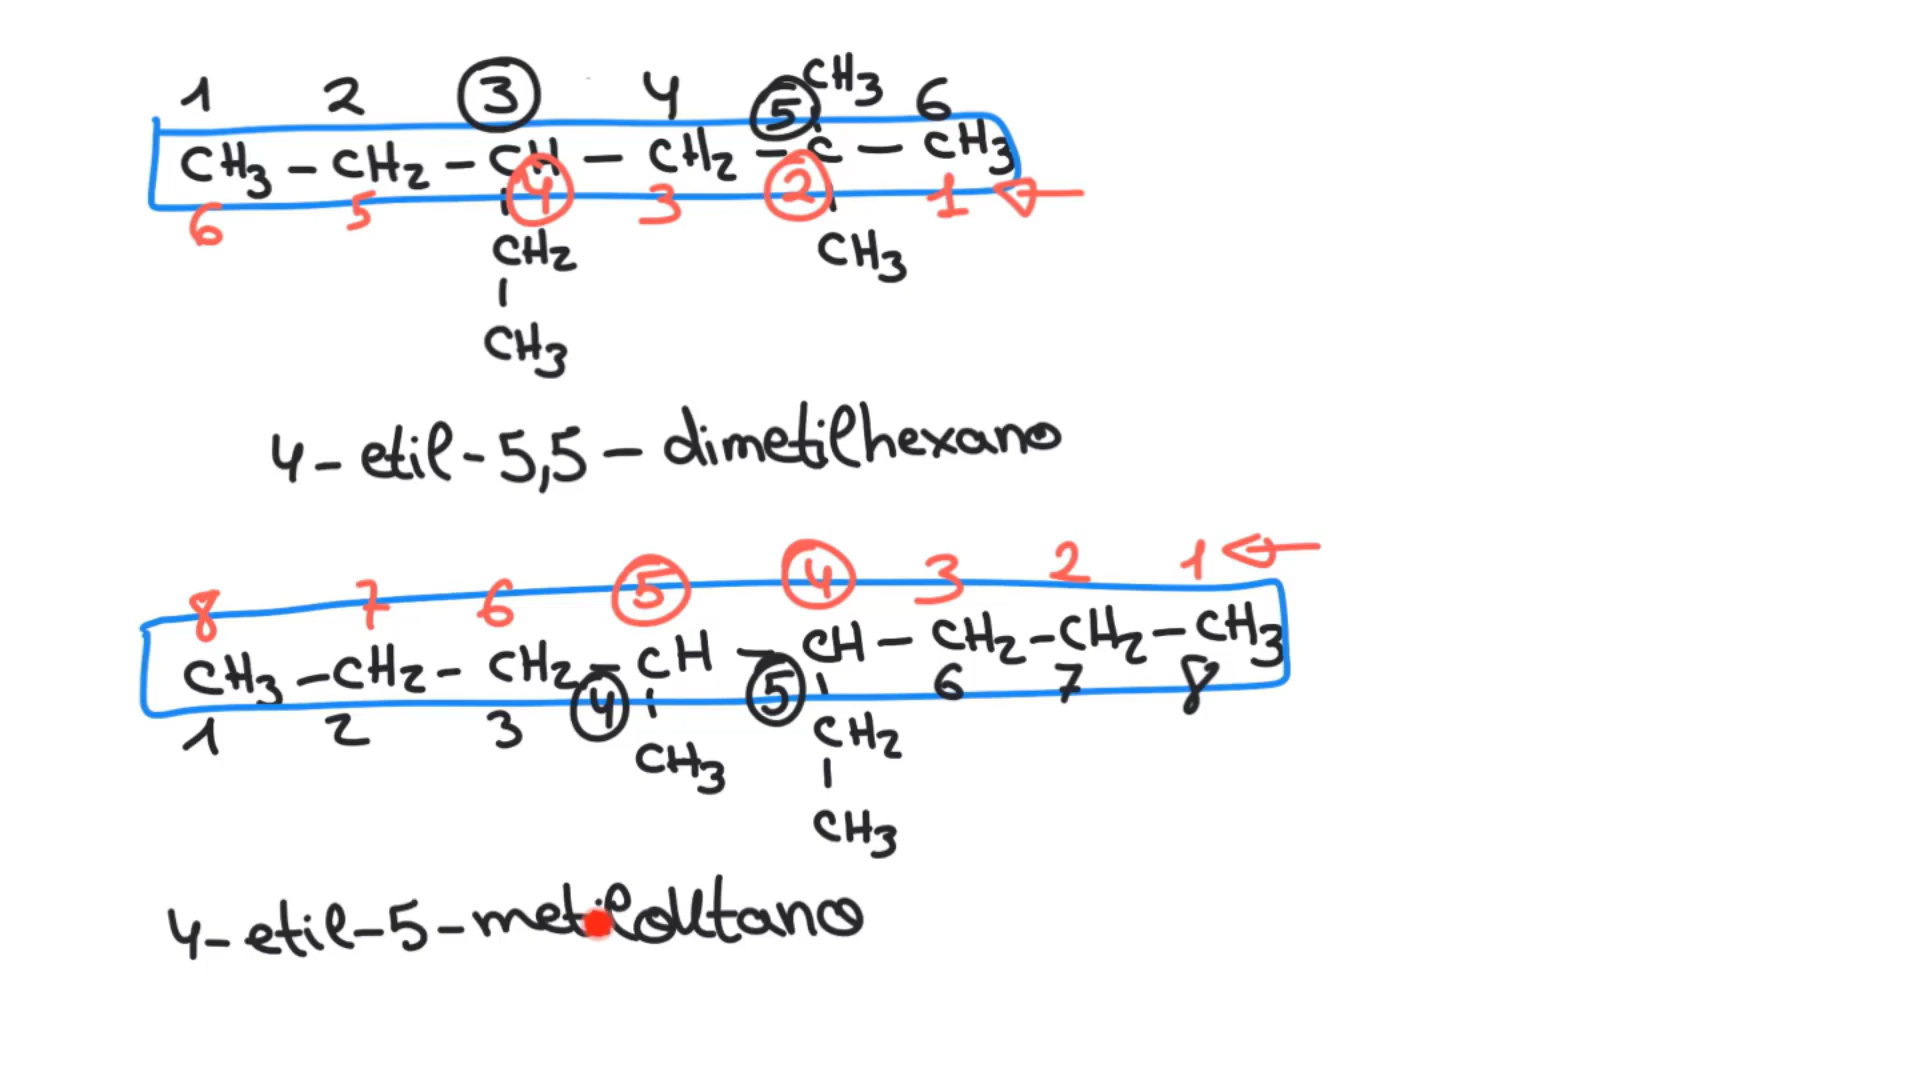 1 2 3 4 5 CH3 6
CH3 – CH2 – CH – CH2 – C – CH3
6 5 4 3 2 1
CH2 CH3
CH3
4-etil-5,5-dimetilhexano
8 7 6 5 4 3 2 1
CH3 – CH2 – CH2 – CH – CH – CH2 – CH2 – CH3
1 2 3 4 5 6 7 8
CH3 CH2
CH3
4-etil-5-metiloutano